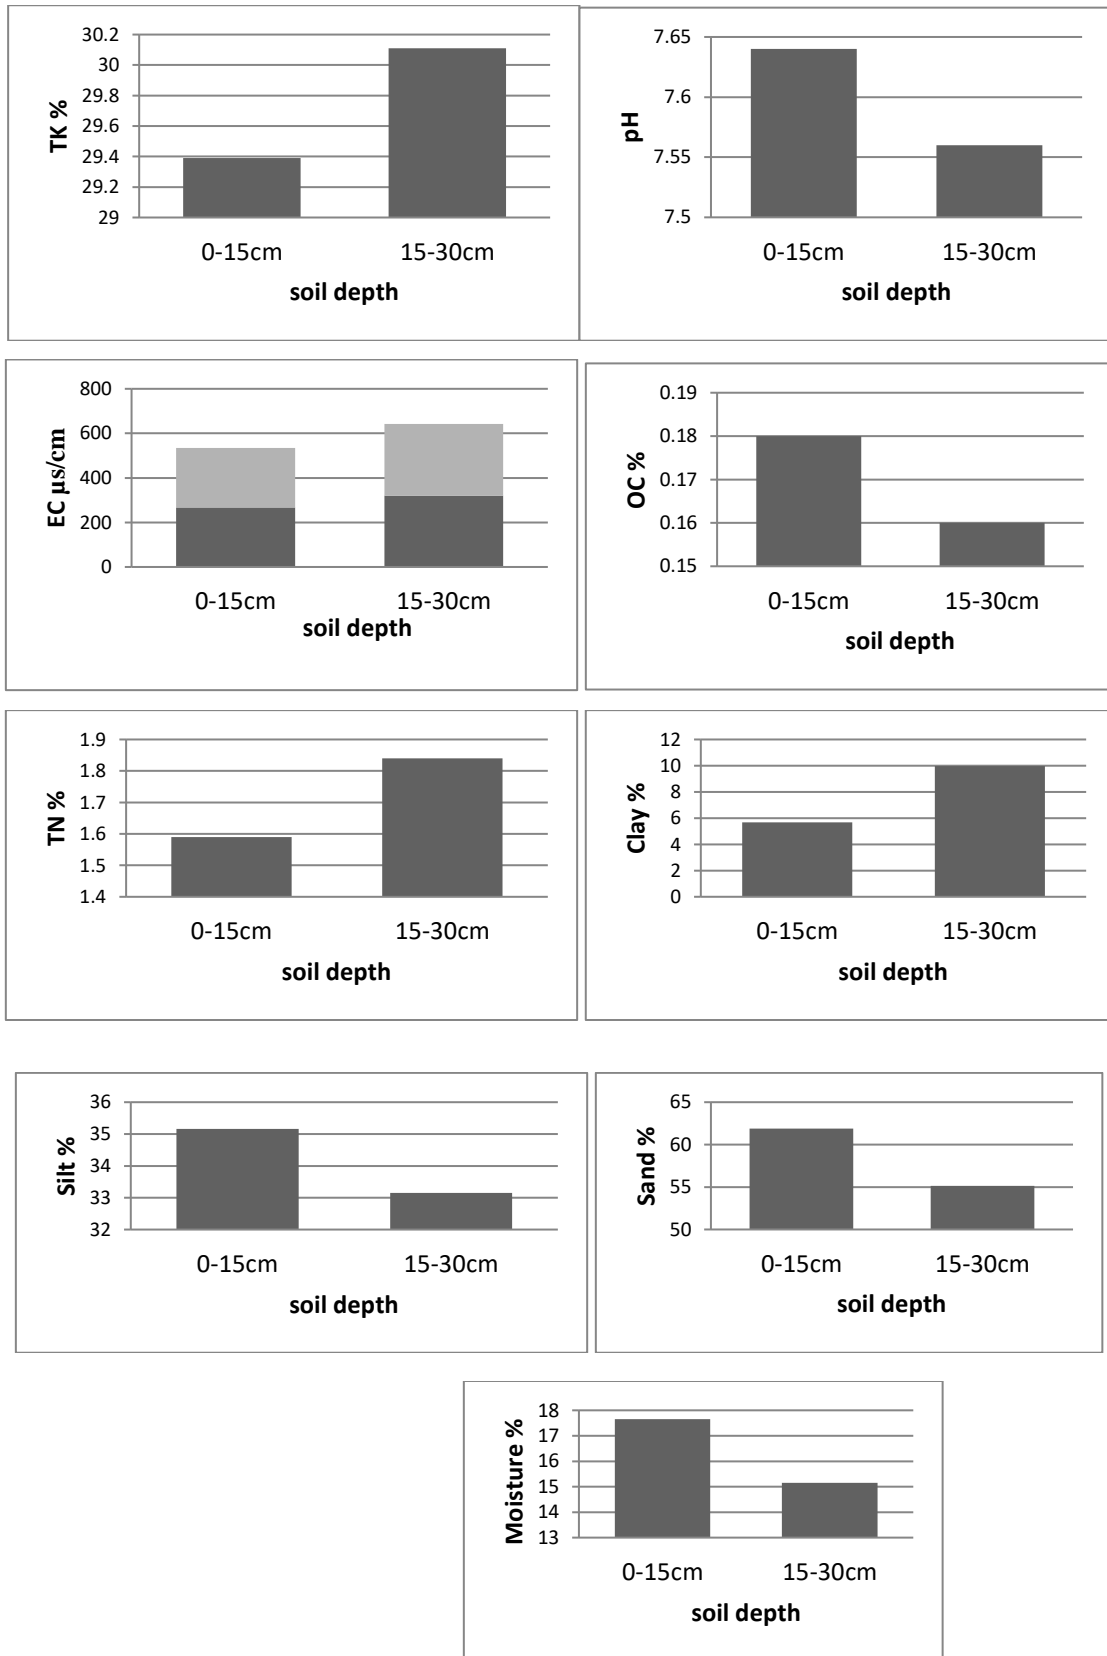 TK %
30.2
30
29.8
29.6
29.4
29.2
29
0-15cm 15-30cm
soil depth
pH
7.65
7.6
7.55
7.5
0-15cm 15-30cm
soil depth
EC µs/cm
800
600
400
200
0
0-15cm 15-30cm
soil depth
OC %
0.19
0.18
0.17
0.16
0.15
0-15cm 15-30cm
soil depth
TN %
1.9
1.8
1.7
1.6
1.5
1.4
0-15cm 15-30cm
soil depth
Clay %
12
10
8
6
4
2
0
0-15cm 15-30cm
soil depth
Silt %
36
35
34
33
32
0-15cm 15-30cm
soil depth
Sand %
65
60
55
50
0-15cm 15-30cm
soil depth
Moisture %
18
17
16
15
14
13
0-15cm 15-30cm
soil depth